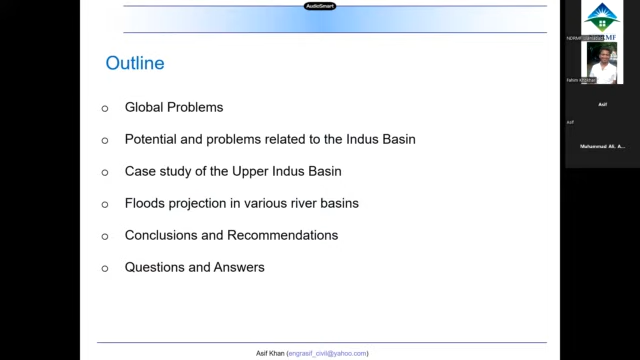 AudioSmart
Outline
Global Problems
Potential and problems related to the Indus Basin
Case study of the Upper Indus Basin
Floods projection in various river basins
Conclusions and Recommendations
Questions and Answers
Asif Khan (engrasif_civil@yahoo.com)
Asif
Asif
Muhammad Ali. A...